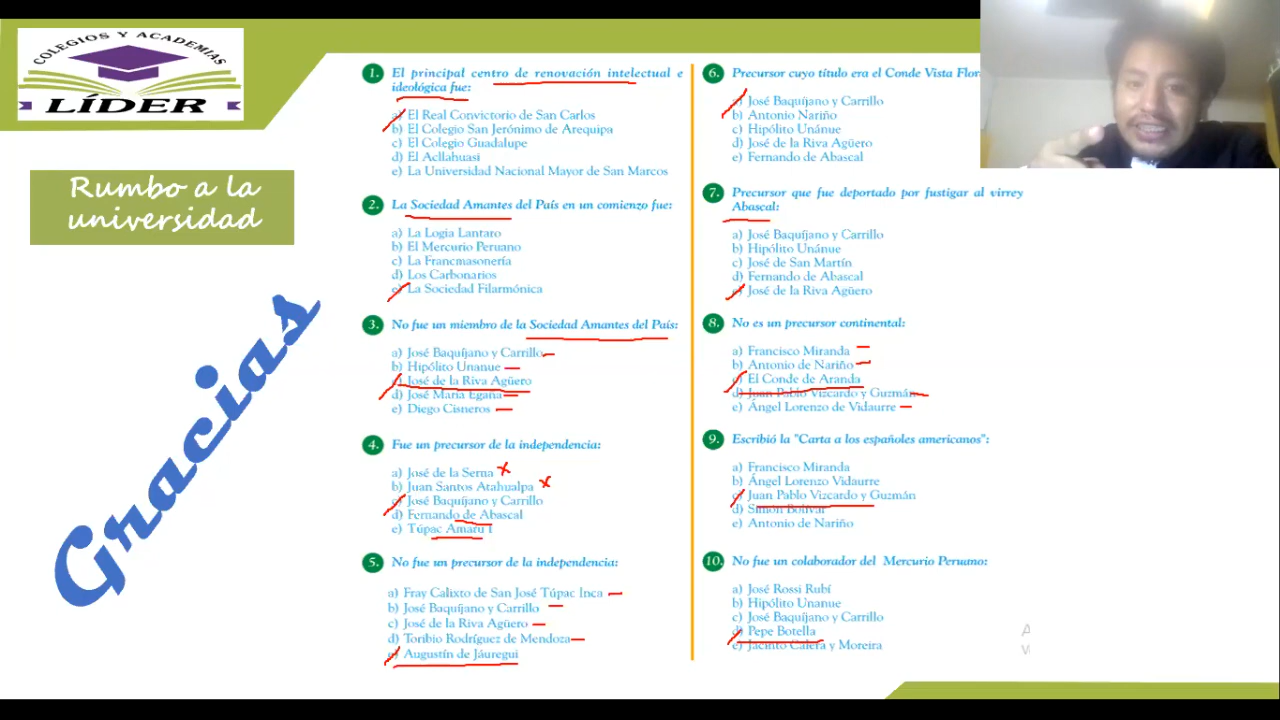 COLEGIOS Y ACADEMIAS
LÍDER
Rumbo a la
universidad
Gracias
1. El principal centro de renovación intelectual e
ideológica fue:
a) El Real Convictorio de San Carlos
b) El Colegio San Jerónimo de Arequipa
c) El Colegio Guadalupe
d) El Acllahuasi
e) La Universidad Nacional Mayor de San Marcos
2. La Sociedad Amantes del País en un comienzo fue:
a) La Logia Lantaro
b) El Mercurio Peruano
c) La Francmasonería
d) Los Carbonarios
e) La Sociedad Filarmónica
3. No fue un miembro de la Sociedad Amantes del País:
a) José Baquíjano y Carrillo
b) Hipólito Unanue
c) José de la Riva Agüero
d) José María Egaña
e) Diego Cisneros
4. Fue un precursor de la independencia:
a) José de la Serna
b) Juan Santos Atahualpa
c) José Baquíjano y Carrillo
d) Fernando de Abascal
e) Túpac Amaru I
5. No fue un precursor de la independencia:
a) Fray Calixto de San José Túpac Inca
b) José Baquíjano y Carrillo
c) José de la Riva Agüero
d) Toribio Rodríguez de Mendoza
e) Augustín de Jáuregui
6. Precursor cuyo título era el Conde Vista Flor
a) José Baquíjano y Carrillo
b) Antonio Nariño
c) Hipólito Unánue
d) José de la Riva Agüero
e) Fernando de Abascal
7. Precursor que fue deportado por fustigar al virrey
Abascal:
a) José Baquíjano y Carrillo
b) Hipólito Unánue
c) José de San Martín
d) Fernando de Abascal
e) José de la Riva Agüero
8. No es un precursor continental:
a) Francisco Miranda
b) Antonio de Nariño
c) El Conde de Aranda
d) Juan Pablo Vizcardo y Guzmán
e) Ángel Lorenzo de Vidaurre
9. Escribió la "Carta a los españoles americanos":
a) Francisco Miranda
b) Ángel Lorenzo Vidaurre
c) Juan Pablo Vizcardo y Guzmán
d) Simón Bolívar
e) Antonio de Nariño
10. No fue un colaborador del Mercurio Peruano:
a) José Rossi Rubí
b) Hipólito Unanue
c) José Baquíjano y Carrillo
d) Pepe Botella
e) Jacinto Calera y Moreira